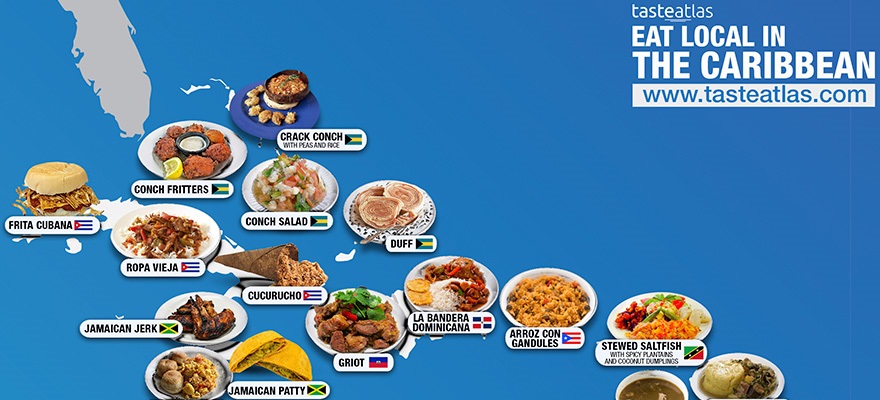 tasteatlas
EAT LOCAL IN
THE CARIBBEAN
www.tasteatlas.com
CRACK CONCH
WITH PEAS AND RICE
CONCH FRITTERS
CONCH SALAD
FRITA CUBANA
DUFF
ROPA VIEJA
CUCURUCHO
LA BANDERA
DOMINICANA
JAMAICAN JERK
ARROZ CON
GANDULES
STEWED SALTFISH
WITH SPICY PLANTAINS
AND COCONUT DUMPLINGS
GRIOT
JAMAICAN PATTY